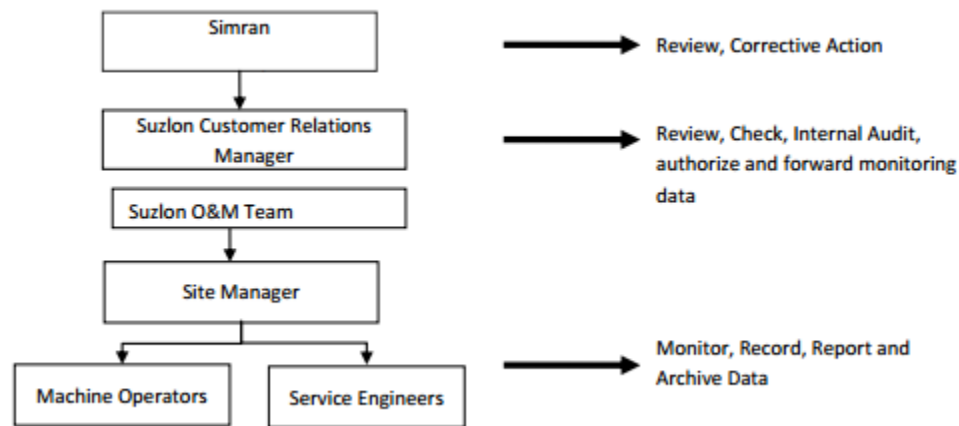 Simran
Review, Corrective Action
Suzlon Customer Relations
Manager
Review, Check, Internal Audit,
authorize and forward monitoring
data
Suzlon O&M Team
Site Manager
Machine Operators
Service Engineers
Monitor, Record, Report and
Archive Data